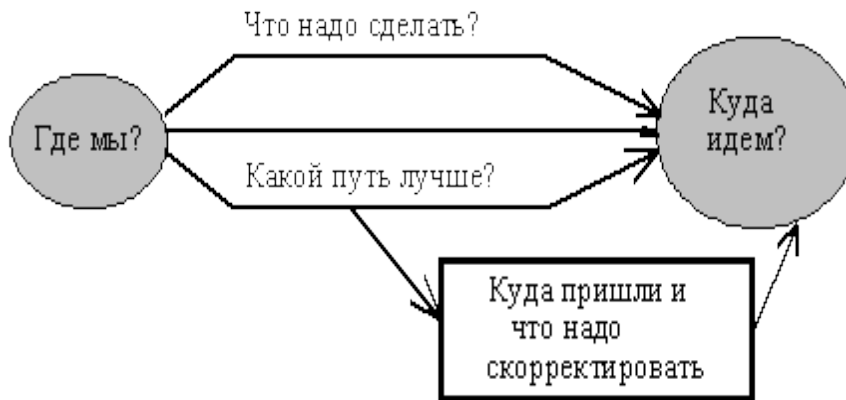 Что надо сделать?
Где мы?
Куда
идем?
Какой путь лучше?
Куда пришли и
что надо
скорректировать